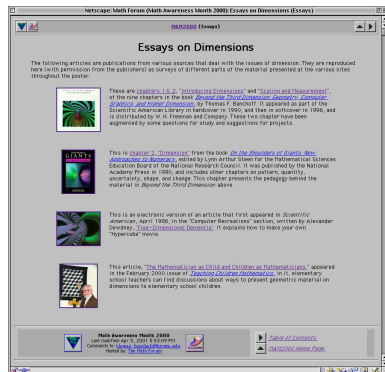 Netscape: Math Forum (Math Awareness Month 2000): Essays on Dimensions (Essays)
MAM2000 (Essays)
Essays on Dimensions
The following articles are publications from various sources that deal with the issues of dimension. They are reproduced
here (with permission from the publishers) as surveys of different parts of the material presented at the various sites
throughout the poster.
These are chapters 1 & 2, "Introducing Dimensions" and "Scaling and Measurement",
of the nine chapters in the book Beyond the Third Dimension: Geometry, Computer
Graphics, and Higher Dimension, by Thomas F. Banchoff. It appeared as part of the
Scientific American Library in hardcover in 1990, and then in softcover in 1996, and
is distributed by W. H. Freeman and Company. These two chapter have been
augmented by some questions for study and suggestions for projects.
GIANTS
This is chapter 2, "Dimension" from the book On the Shoulders of Giants: New
Approaches to Numeracy, edited by Lynn Arthur Steen for the Mathematical Sciences
Education Board of the National Research Council. It was published by the National
Academy Press in 1990, and includes other chapters on pattern, quantity,
uncertainty, shape, and change. This chapter presents the pedagogy behind the
material in Beyond the Third Dimension above.
This is an electronic version of an article that first appeared in Scientific
American, April 1986, in the "Computer Recreations" section, written by Alexander
Dewdney, "Four-Dimensional Dementia". It explains how to make your own
"Hypercube" movie.
This article, "The Mathematician as Child and Children as Mathematicians," appeared
in the February 2000 issue of Teaching Children Mathematics. In it, elementary
school teachers can find discussions about ways to present geometric material on
dimensions to elementary school children.
Math Awareness Month 2000
Last modified Apr 5, 2001 5:53:09 PM
Comments to: thomas_banchoff@brown.edu
Hosted by: The Math Forum
Table of Contents
MAM2000 Home Page